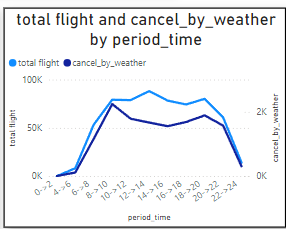 total flight and cancel_by_weather
by period_time
total flight cancel_by_weather
100K
50K
0K
2K
0K
total flight
cancel_by_weather
0->2
4->6
6->8
8->10
10->12
12->14
14->16
16->18
18->20
20->22
22->24
period_time